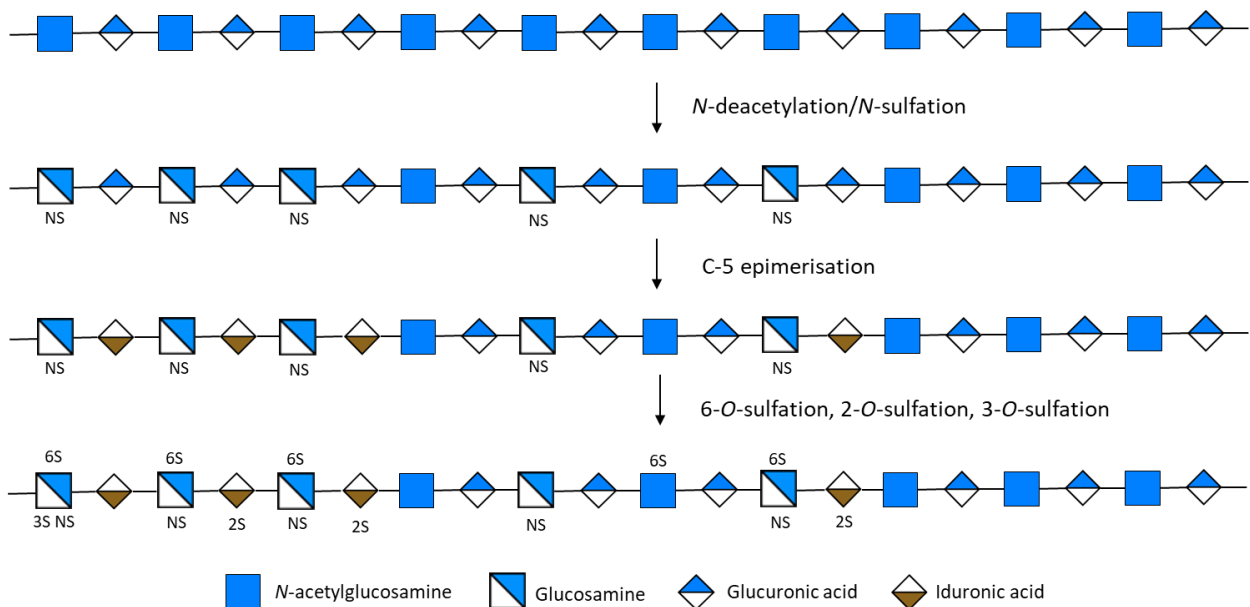 N-deacetylation/N-sulfation
NS NS NS NS NS
C-5 epimerisation
NS NS NS NS NS
6-O-sulfation, 2-O-sulfation, 3-O-sulfation
6S 6S 6S 6S 6S
3S NS NS 2S NS 2S NS NS 2S
N-acetylglucosamine Glucosamine Glucuronic acid Iduronic acid